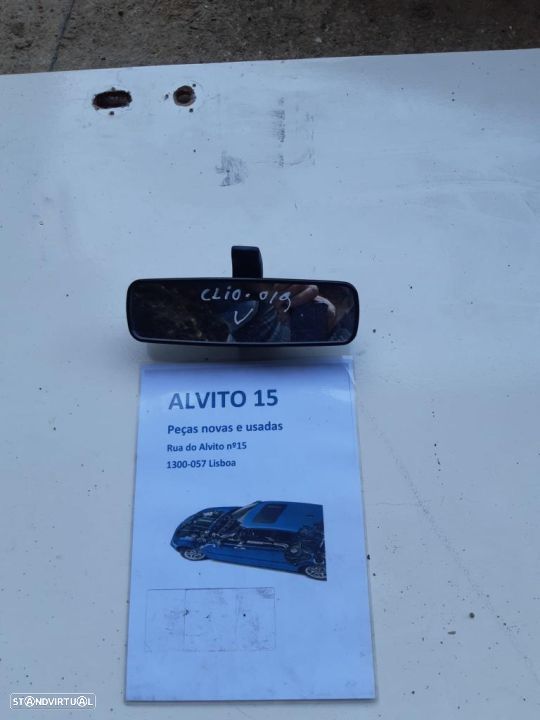 CLIO-019
V
ALVITO 15
Peças novas e usadas
Rua do Alvito nº15
1300-057 Lisboa
STANDVIRTUAL